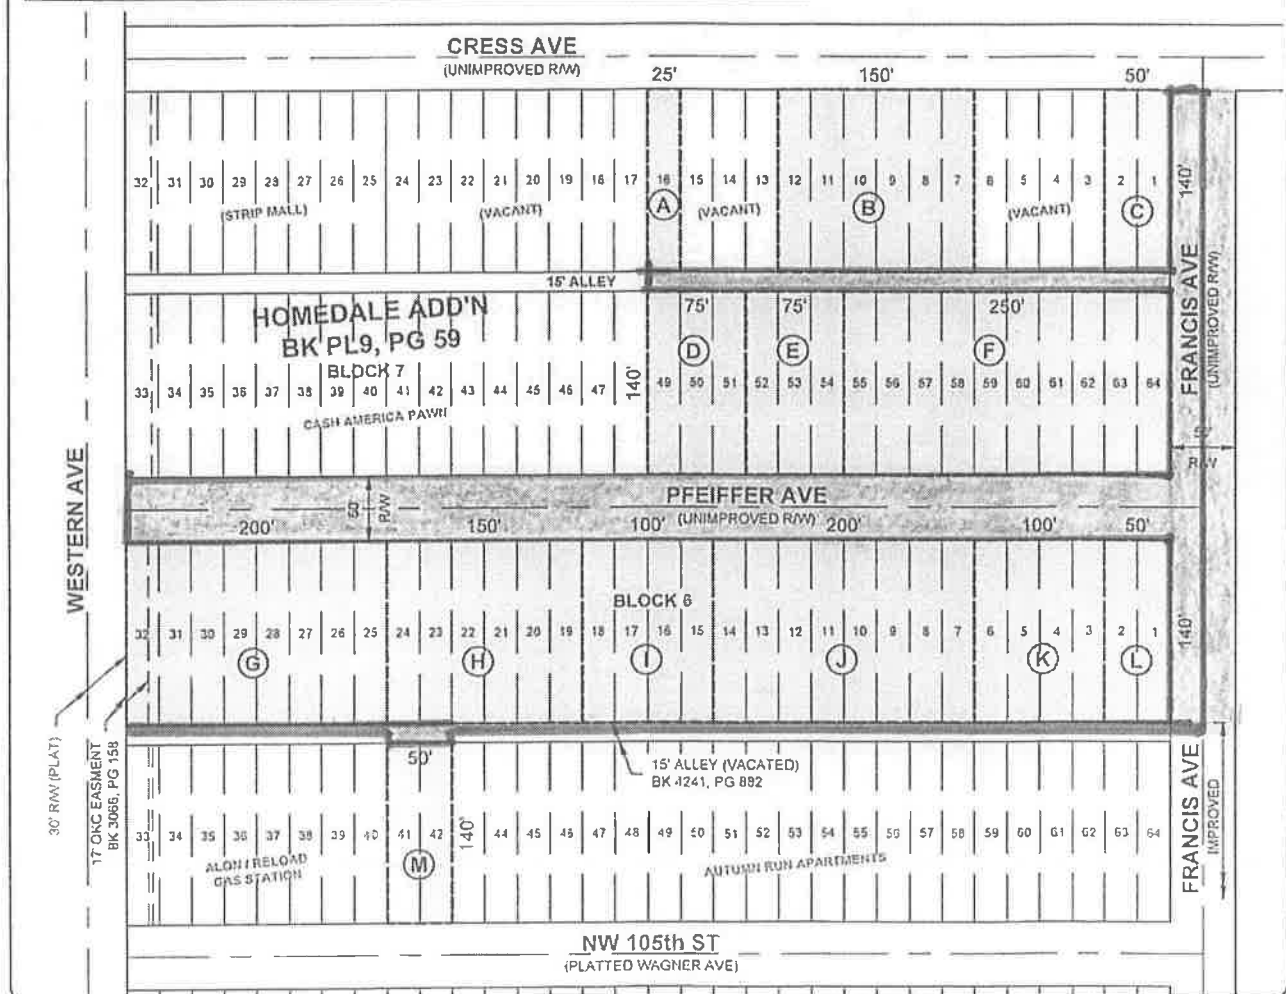 CRESS AVE
(UNIMPROVED R/W)
25'
150'
50'
32 31 30 29 28 27 26 25 24 23 22 21 20 19 18 17 16 15 14 13 12 11 10 9 8 7 6 5 4 3 2 1
140'
(STRIP MALL)
(VACANT)
A
(VACANT)
B
(VACANT)
C
15' ALLEY
FRANCIS AVE
(UNIMPROVED R/W)
HOMEDALE ADD'N
BK PL9, PG 59
BLOCK 7
75'
75'
250'
D
E
F
33 34 35 36 37 38 39 40 41 42 43 44 45 46 47 140' 49 50 51 52 53 54 55 56 57 58 59 60 61 62 63 64
CASH AMERICA PAWN
R/W
WESTERN AVE
PFEIFFER AVE
(UNIMPROVED R/W)
50'
R/W
200'
150'
100'
200'
100'
50'
BLOCK 6
32 31 30 29 28 27 26 25 24 23 22 21 20 19 18 17 16 15 14 13 12 11 10 9 8 7 6 5 4 3 2 1
140'
G
H
I
J
K
L
30' R/W (PLAT)
17' OKC EASMENT
BK 3066, PG 158
50'
15' ALLEY (VACATED)
BK 4241, PG 892
33 34 35 36 37 38 39 40 41 42 140' 44 45 46 47 48 49 50 51 52 53 54 55 56 57 58 59 60 61 62 63 64
ALON / RELOAD
GAS STATION
M
AUTUMN RUN APARTMENTS
FRANCIS AVE
IMPROVED
NW 105th ST
(PLATTED WAGNER AVE)